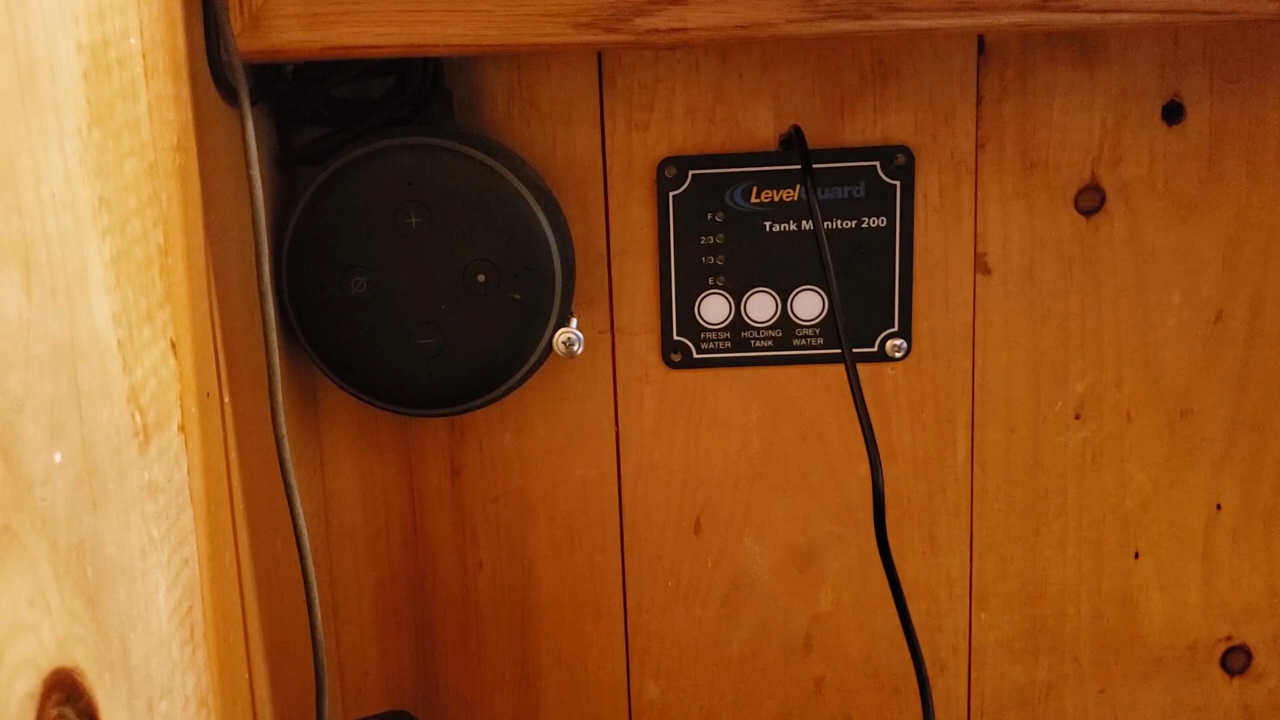 LevelGuard
Tank Monitor 200
F
2/3
1/3
E
FRESH
WATER
HOLDING
TANK
GREY
WATER